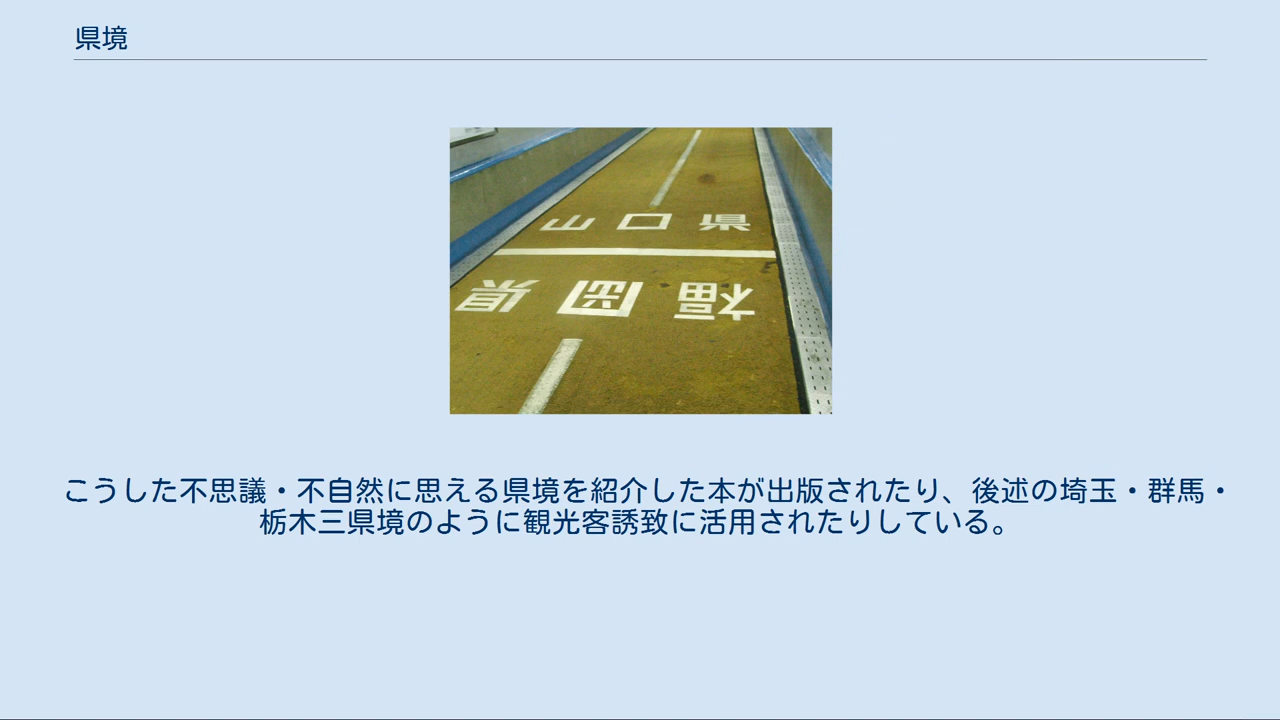 県境
山口県
福岡県
こうした不思議・不自然に思える県境を紹介した本が出版されたり、後述の埼玉・群馬・
栃木三県境のように観光客誘致に活用されたりしている。